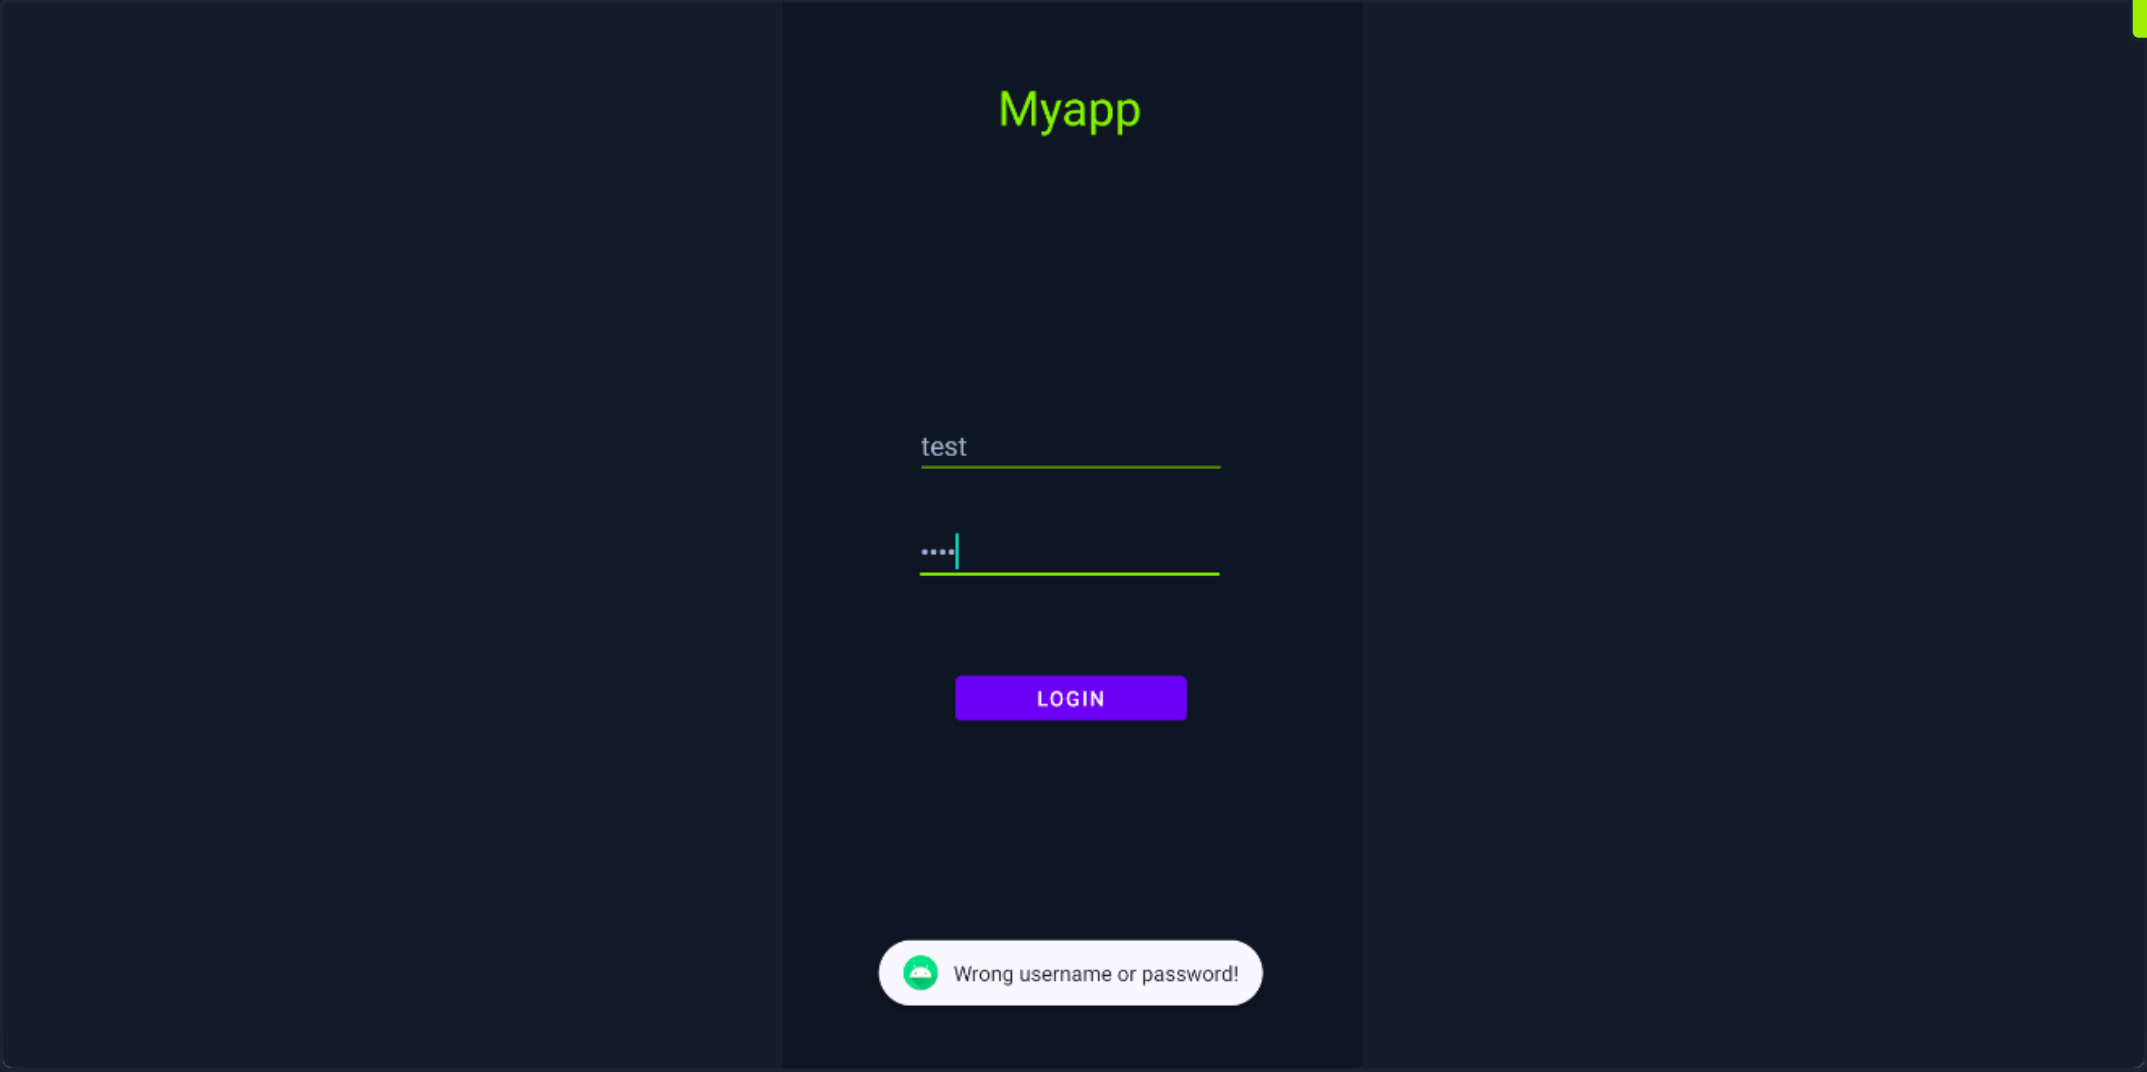 Myapp
test
••••
LOGIN
Wrong username or password!